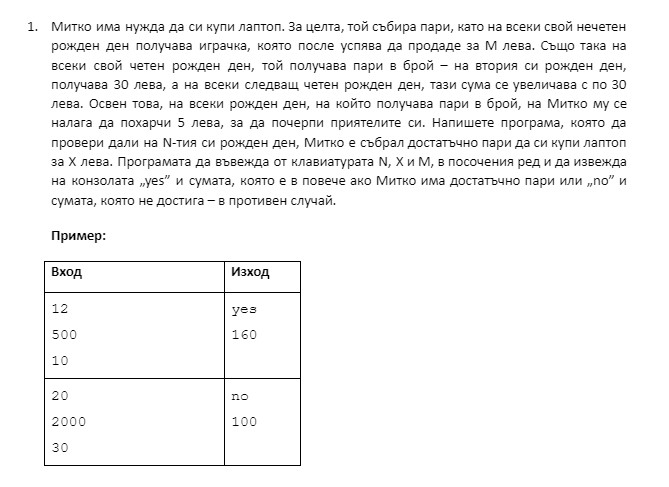 1. Митко има нужда да си купи лаптоп. За целта, той събира пари, като на всеки свой нечетен
рожден ден получава играчка, която после успява да продаде за M лева. Също така на
всеки свой четен рожден ден, той получава пари в брой – на втория си рожден ден,
получава 30 лева, а на всеки следващ четен рожден ден, тази сума се увеличава с по 30
лева. Освен това, на всеки рожден ден, на който получава пари в брой, на Митко му се
налага да похарчи 5 лева, за да почерпи приятелите си. Напишете програма, която да
провери дали на N-тия си рожден ден, Митко е събрал достатъчно пари да си купи лаптоп
за X лева. Програмата да въвежда от клавиатурата N, X и M, в посочения ред и да извежда
на конзолата „yes” и сумата, която е в повече ако Митко има достатъчно пари или „no” и
сумата, която не достига – в противен случай.
Пример:
Вход Изход
12 yes
500 160
10
20 no
2000 100
30